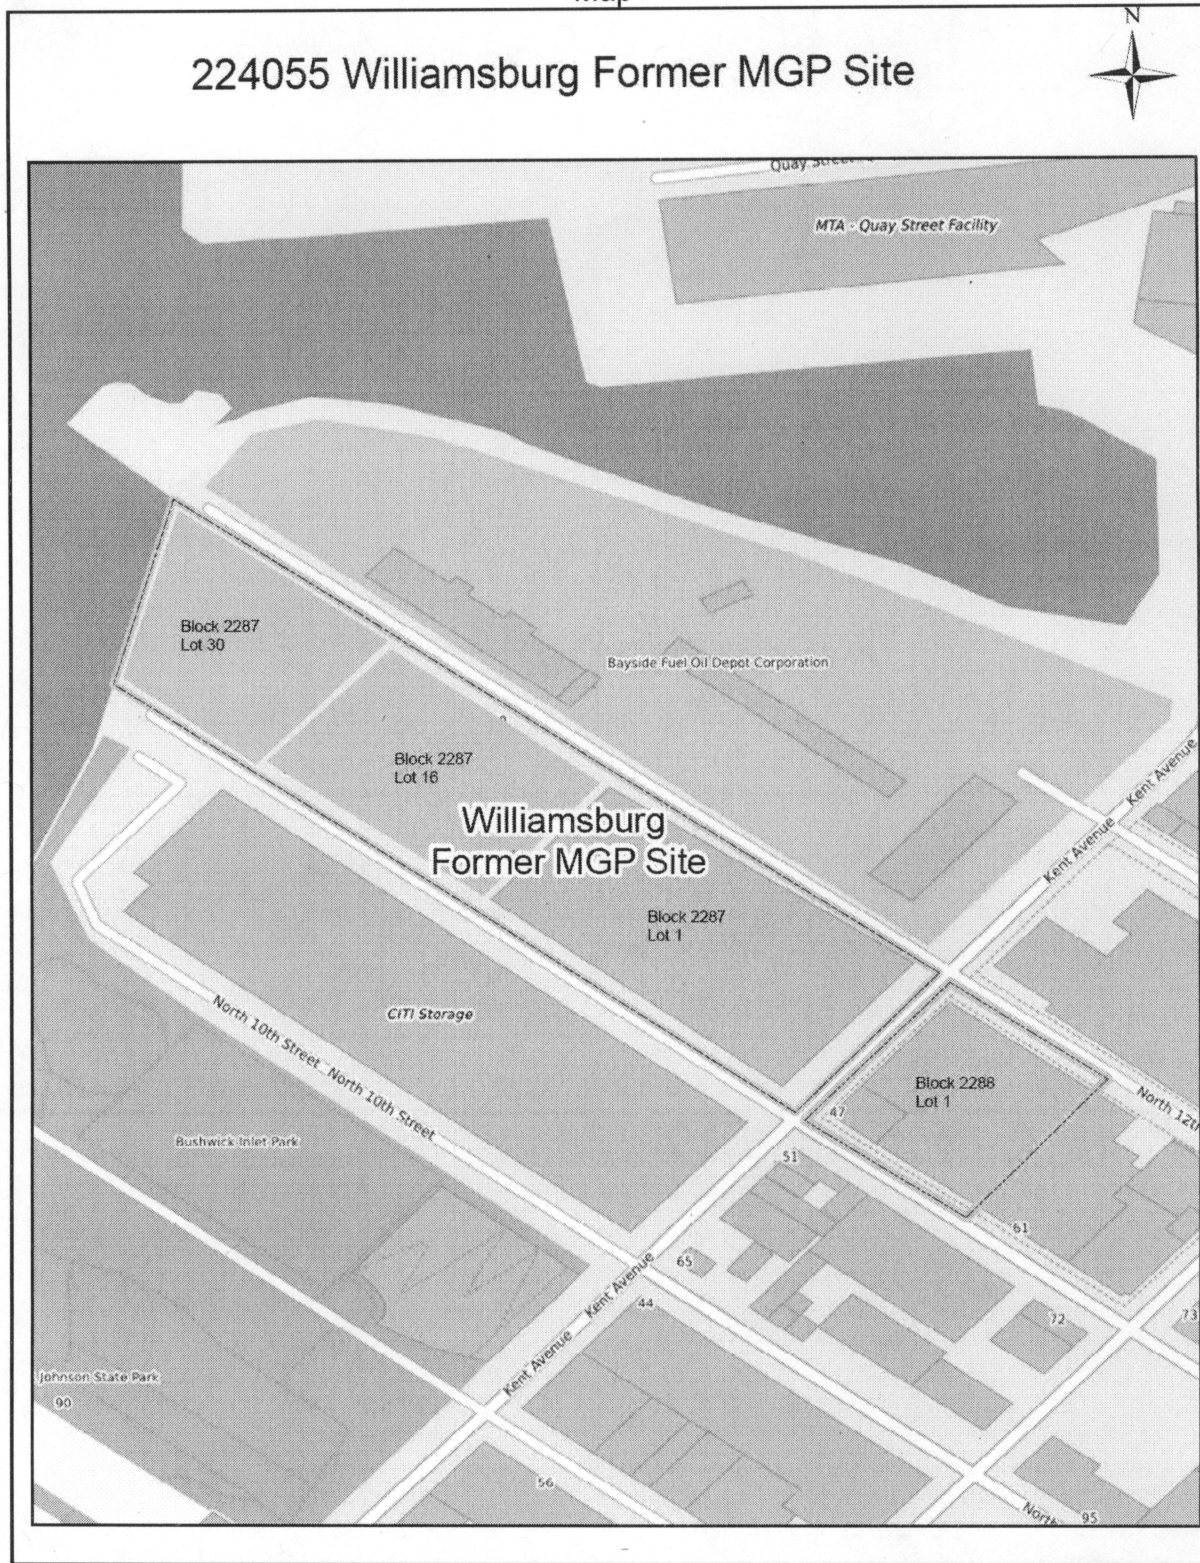 N
224055 Williamsburg Former MGP Site
Quay Street
MTA - Quay Street Facility
Block 2287
Lot 30
Bayside Fuel Oil Depot Corporation
Block 2287
Lot 16
Kent Avenue
Kent Avenue
Williamsburg
Former MGP Site
Block 2287
Lot 1
CITI Storage
North 10th Street
North 10th Street
Block 2288
Lot 1
47
North 12th
Bushwick Inlet Park
51
61
65
Kent Avenue
44
72
73
Kent Avenue
Johnson State Park
90
56
North
95